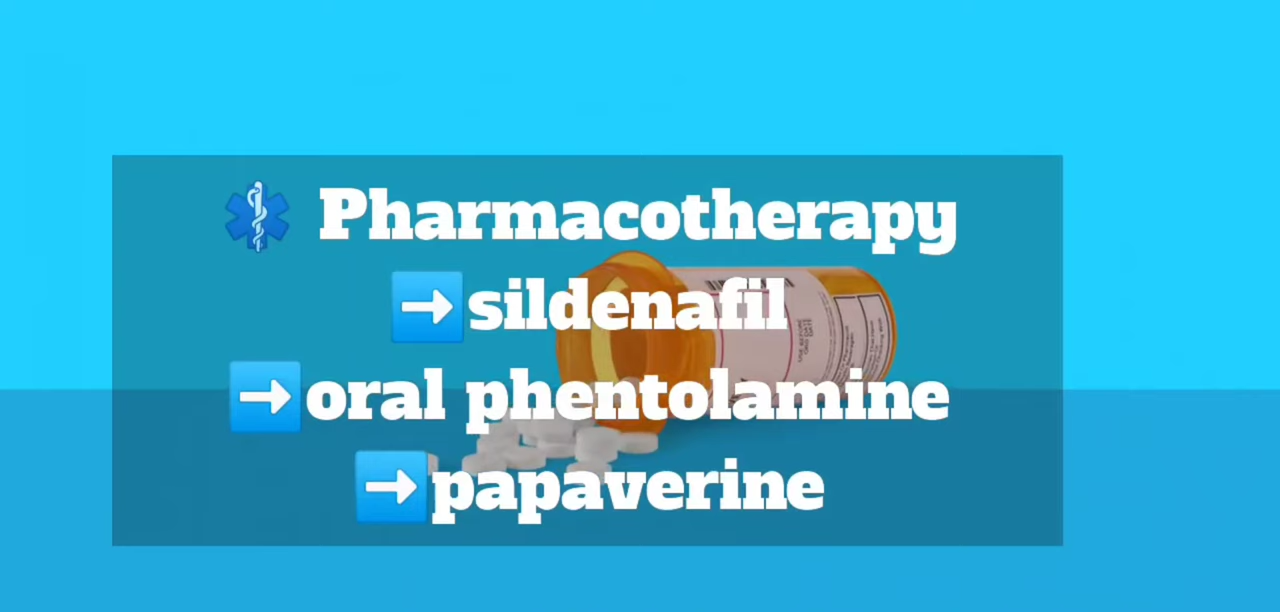 Pharmacotherapy
➡️sildenafil
➡️oral phentolamine
➡️papaverine